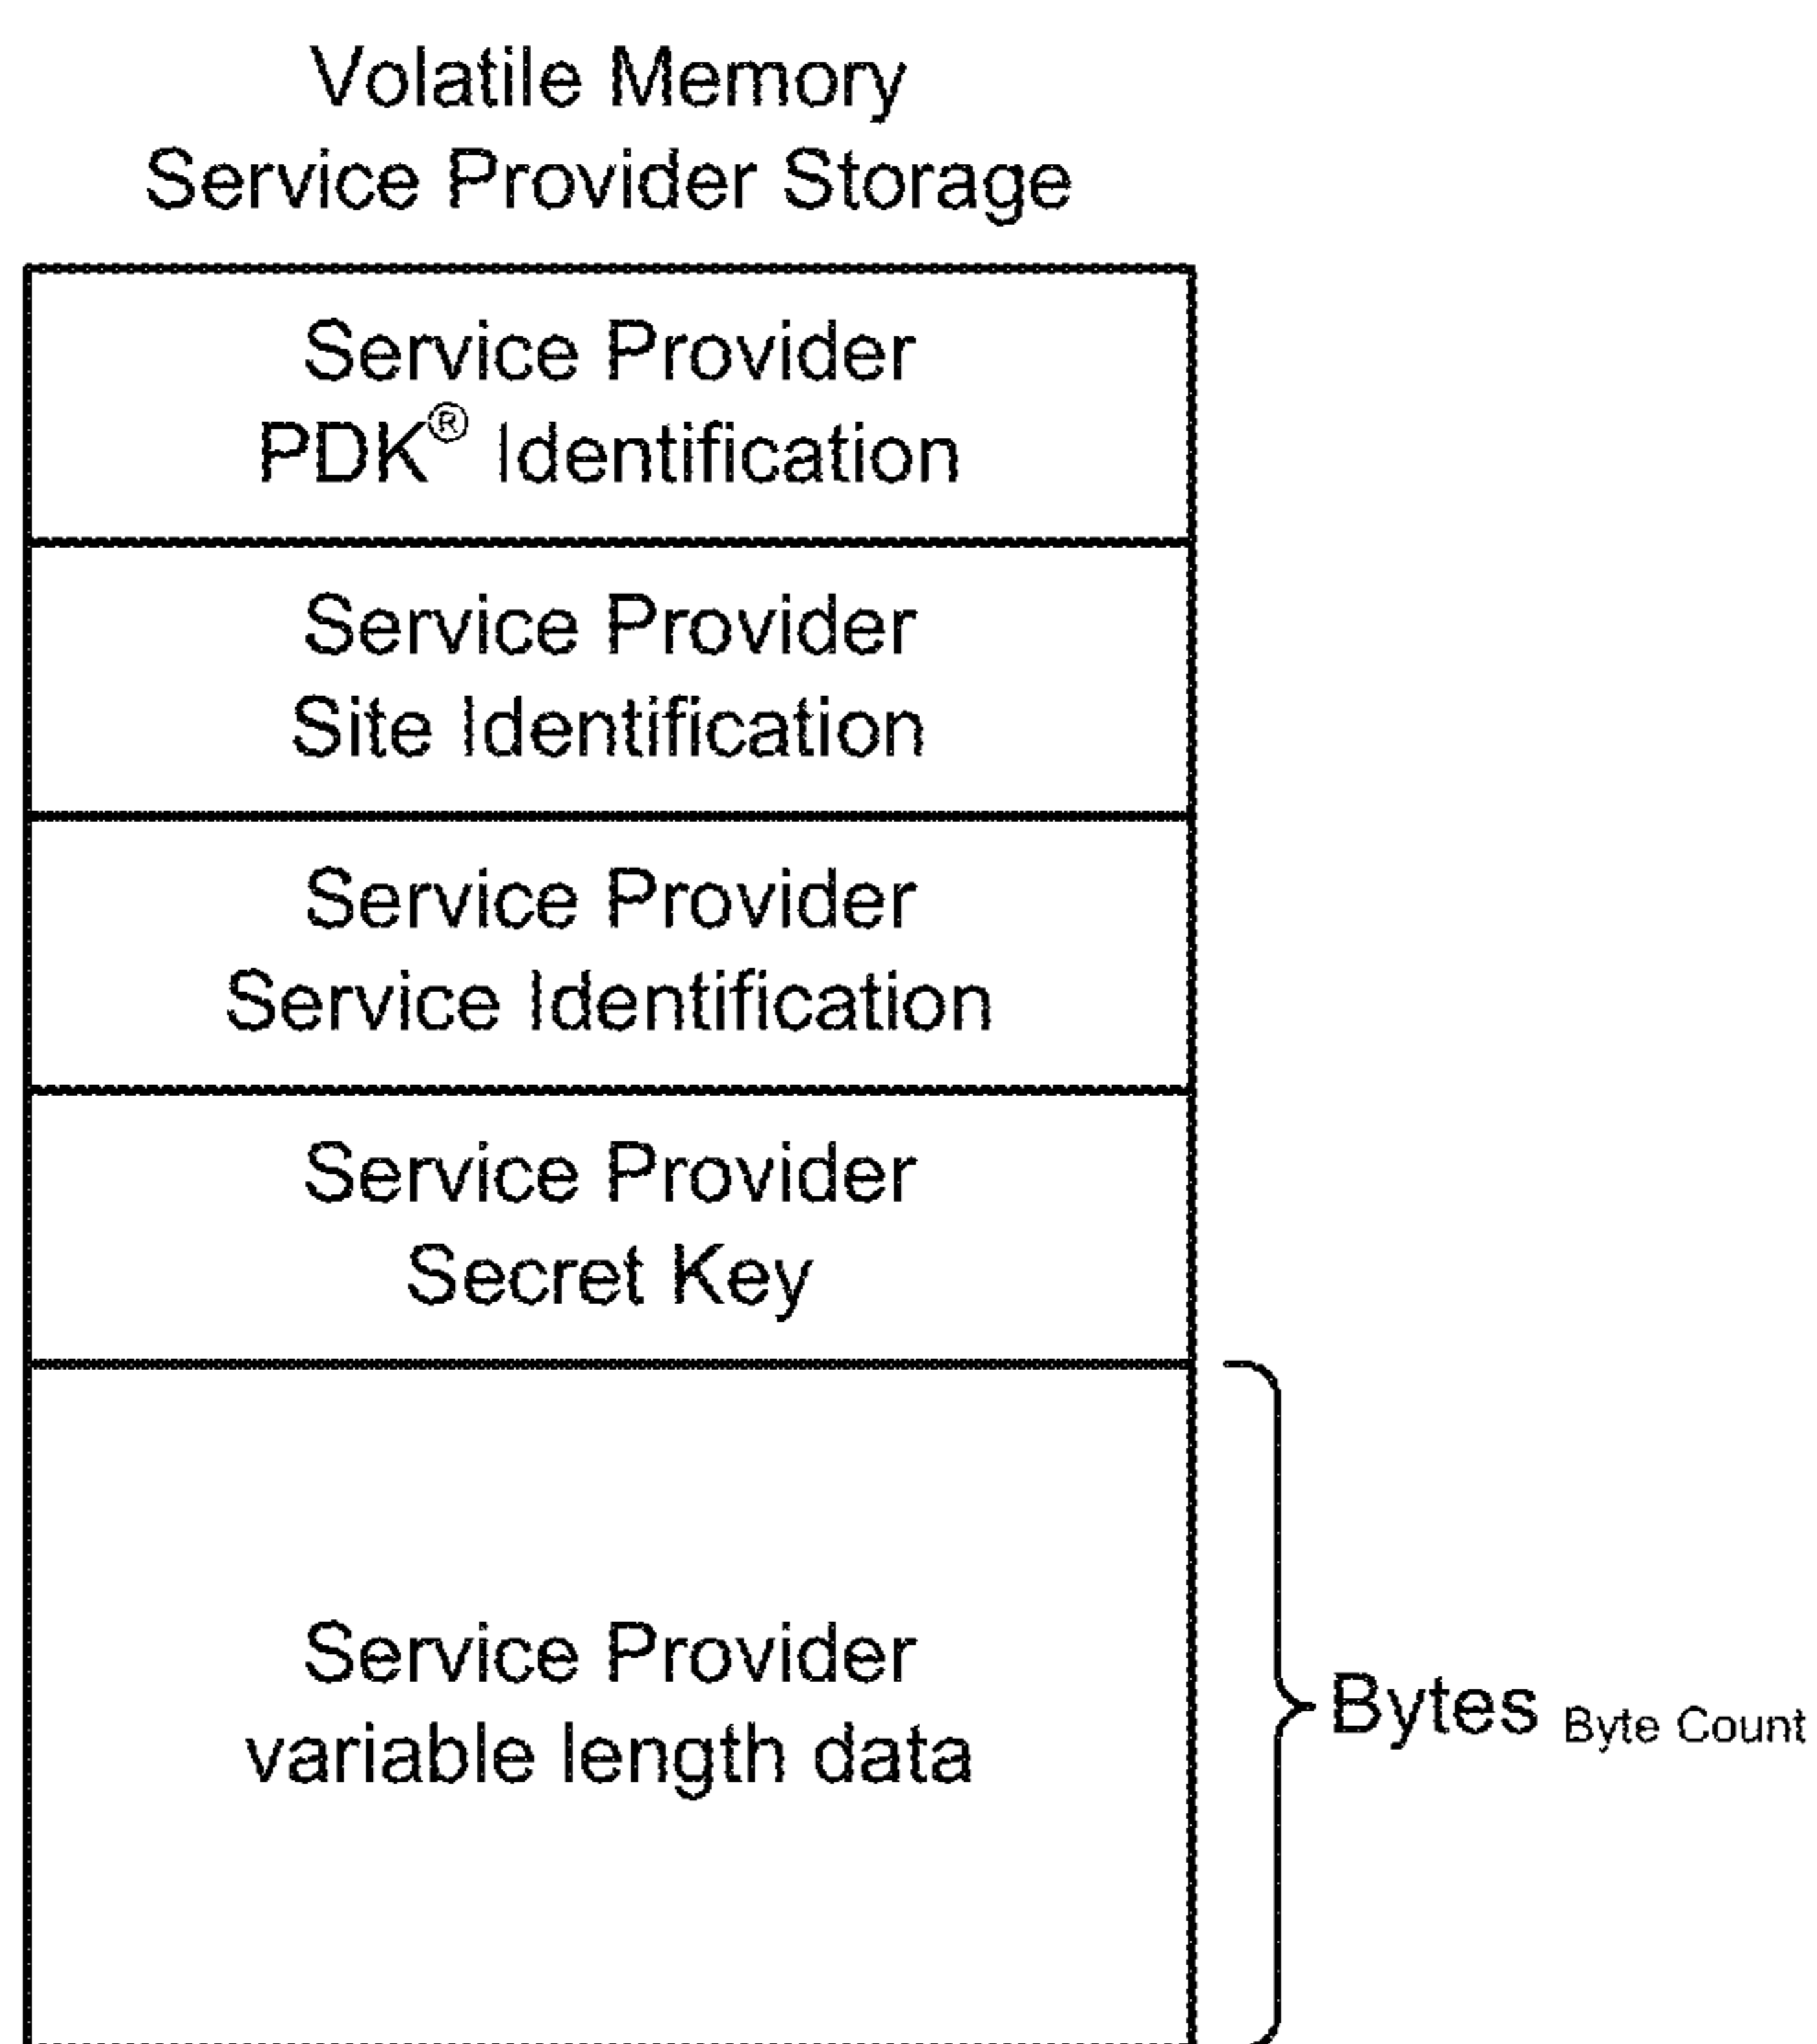 Volatile Memory
Service Provider Storage
Service Provider
PDK® Identification
Service Provider
Site Identification
Service Provider
Service Identification
Service Provider
Secret Key
Service Provider
variable length data
Bytes Byte Count